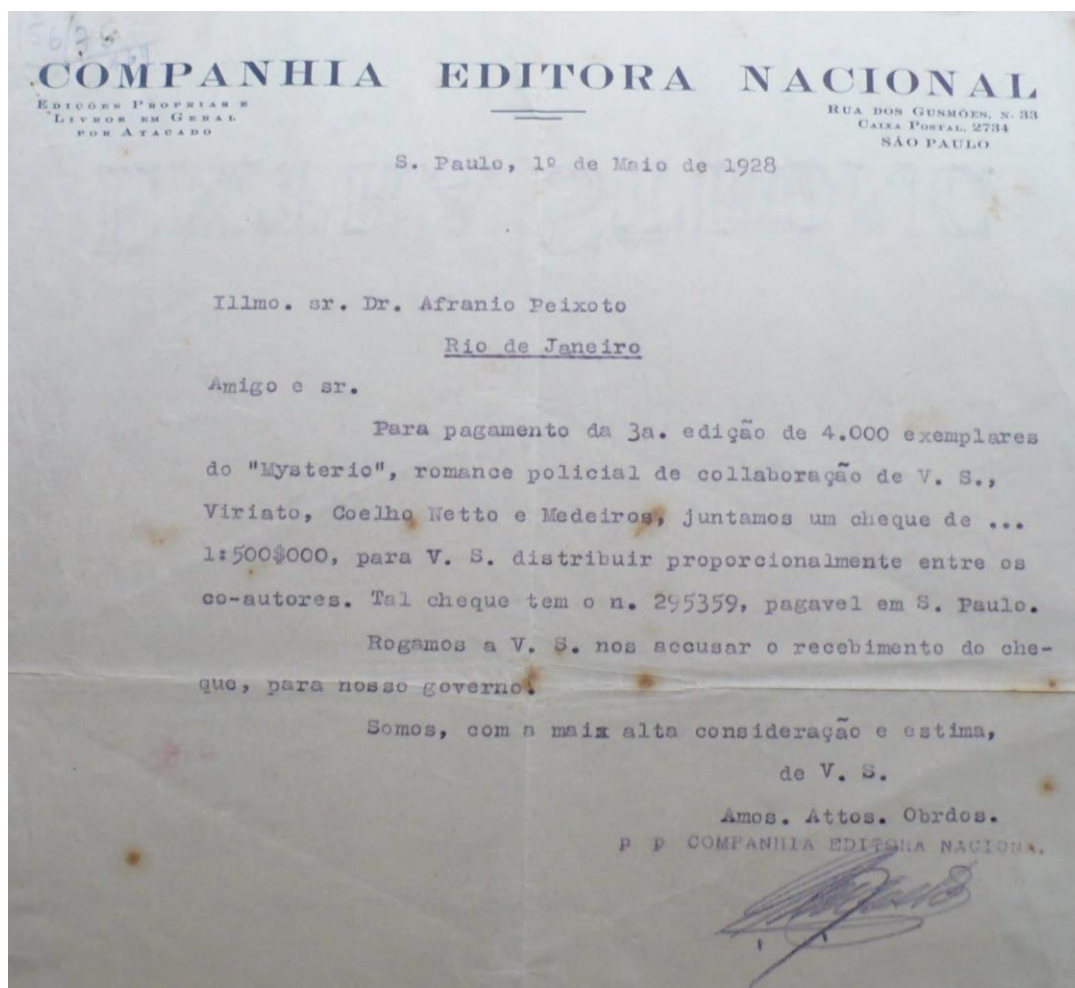 156/76
COMPANHIA EDITORA NACIONAL
EDIÇÕES PROPRIAS E
LIVROS EM GERAL
POR ATACADO
RUA DOS GUSMÕES, N. 33
CAIXA POSTAL, 2734
SÃO PAULO
S. Paulo, 1º de Maio de 1928
Illmo. sr. Dr. Afranio Peixoto
Rio de Janeiro
Amigo e sr.
Para pagamento da 3a. edição de 4.000 exemplares
do "Mysterio", romance policial de collaboração de V. S.,
Viriato, Coelho Netto e Medeiros, juntamos um cheque de ...
1:500$000, para V. S. distribuir proporcionalmente entre os
co-autores. Tal cheque tem o n. 295359, pagavel em S. Paulo.
Rogamos a V. S. nos accusar o recebimento do che-
que, para nosso governo.
Somos, com a mais alta consideração e estima,
de V. S.
Amos. Attos. Obrdos.
P P COMPANHIA EDITORA NACIONA.